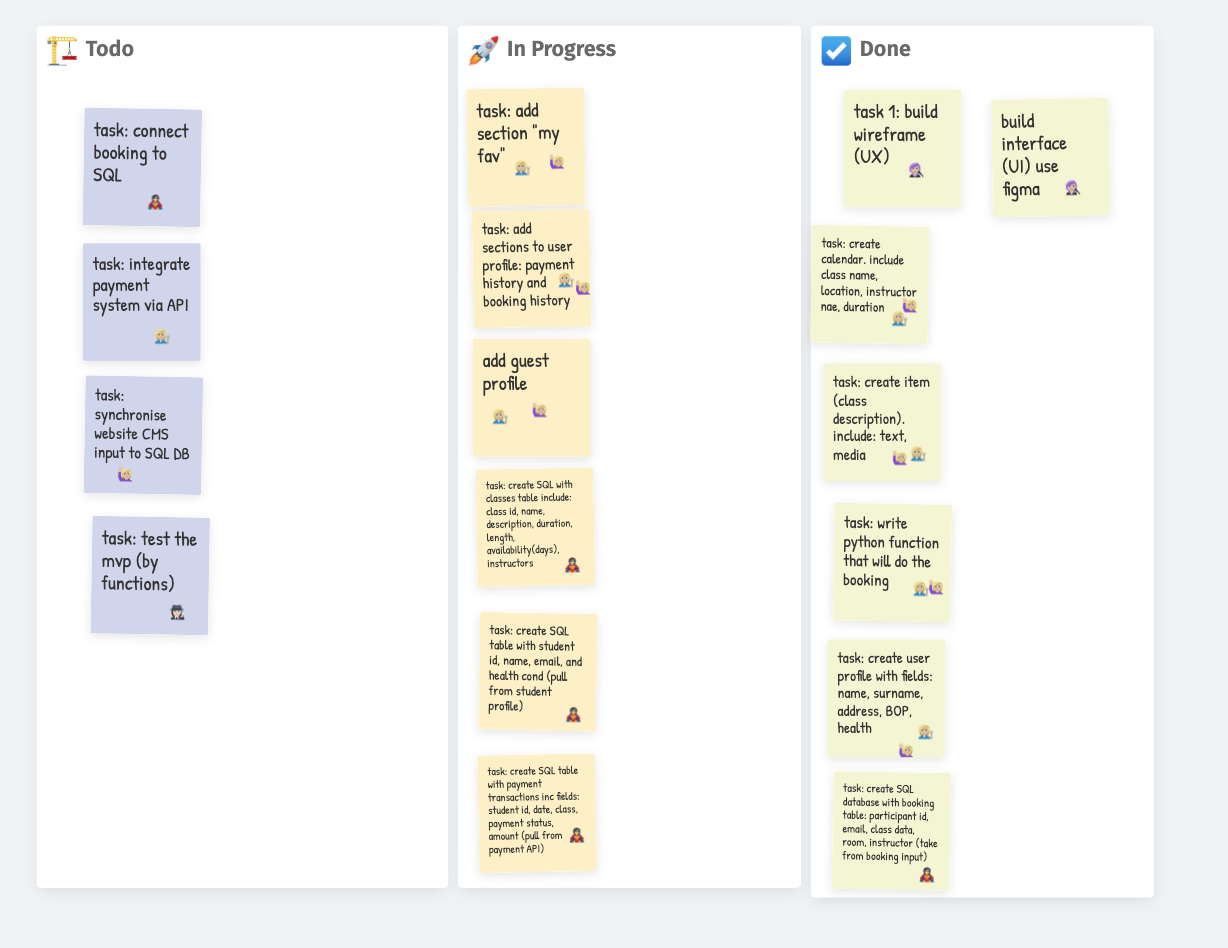 Todo
task: connect
booking to
SQL
task: integrate
payment
system via API
task:
synchronise
website CMS
input to SQL DB
task: test the
mvp (by
functions)
In Progress
task: add
section "my
fav"
task: add
sections to user
profile: payment
history and
booking history
add guest
profile
task: create SQL with
classes table include:
class id, name,
description, duration,
length,
availability(days),
instructors
task: create SQL
table with student
id, name, email, and
health cond (pull
from student
profile)
task: create SQL table
with payment
transactions inc fields:
student id, date, class,
payment status,
amount (pull from
payment API)
Done
task 1: build
wireframe
(UX)
build
interface
(UI) use
figma
task: create
calendar. include
class name,
location, instructor
nae, duration
task: create item
(class
description).
include: text,
media
task: write
python function
that will do the
booking
task: create user
profile with fields:
name, surname,
address, BOP,
health
task: create SQL
database with booking
table: participant id,
email, class data,
room, instructor (take
from booking input)